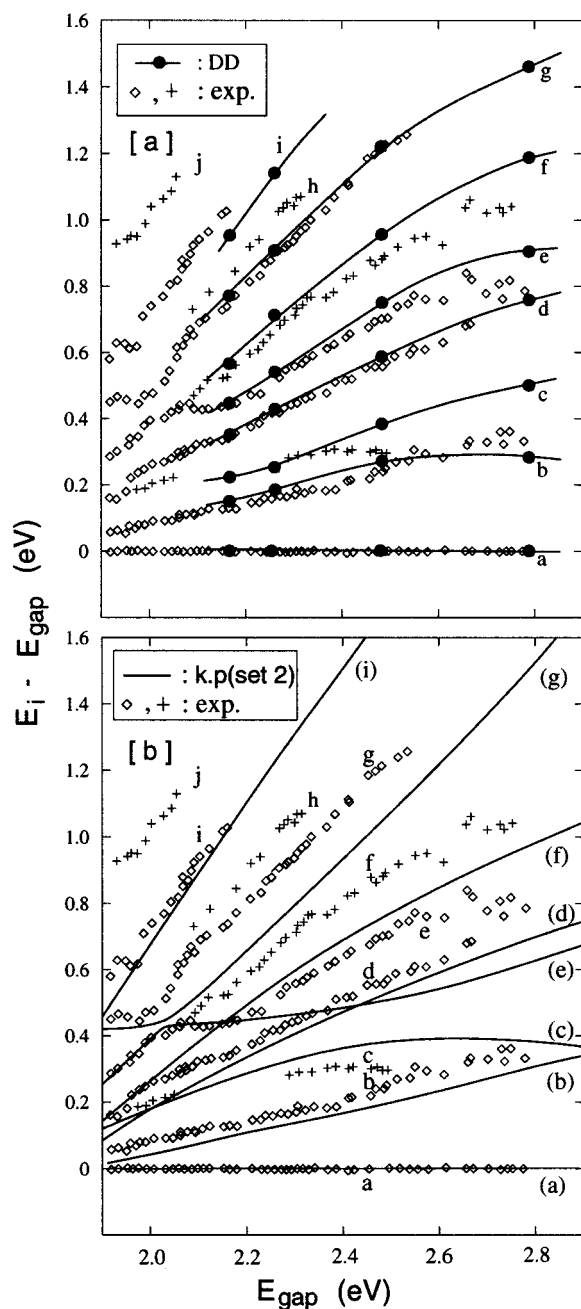 1.6
1.4
1.2
1.0
0.8
0.6
0.4
0.2
0
: DD
◇ , + : exp.
[a]
j
i
h
g
f
e
d
c
b
a
E_i - E_gap (eV)
1.6
1.4
1.2
1.0
0.8
0.6
0.4
0.2
0
: k.p(set 2)
◇ , + : exp.
[b]
(i)
(g)
j
i
h
g
f
(f)
e
(d)
d
(e)
(c)
c
b
(b)
a
(a)
2.0 2.2 2.4 2.6 2.8
E_gap (eV)